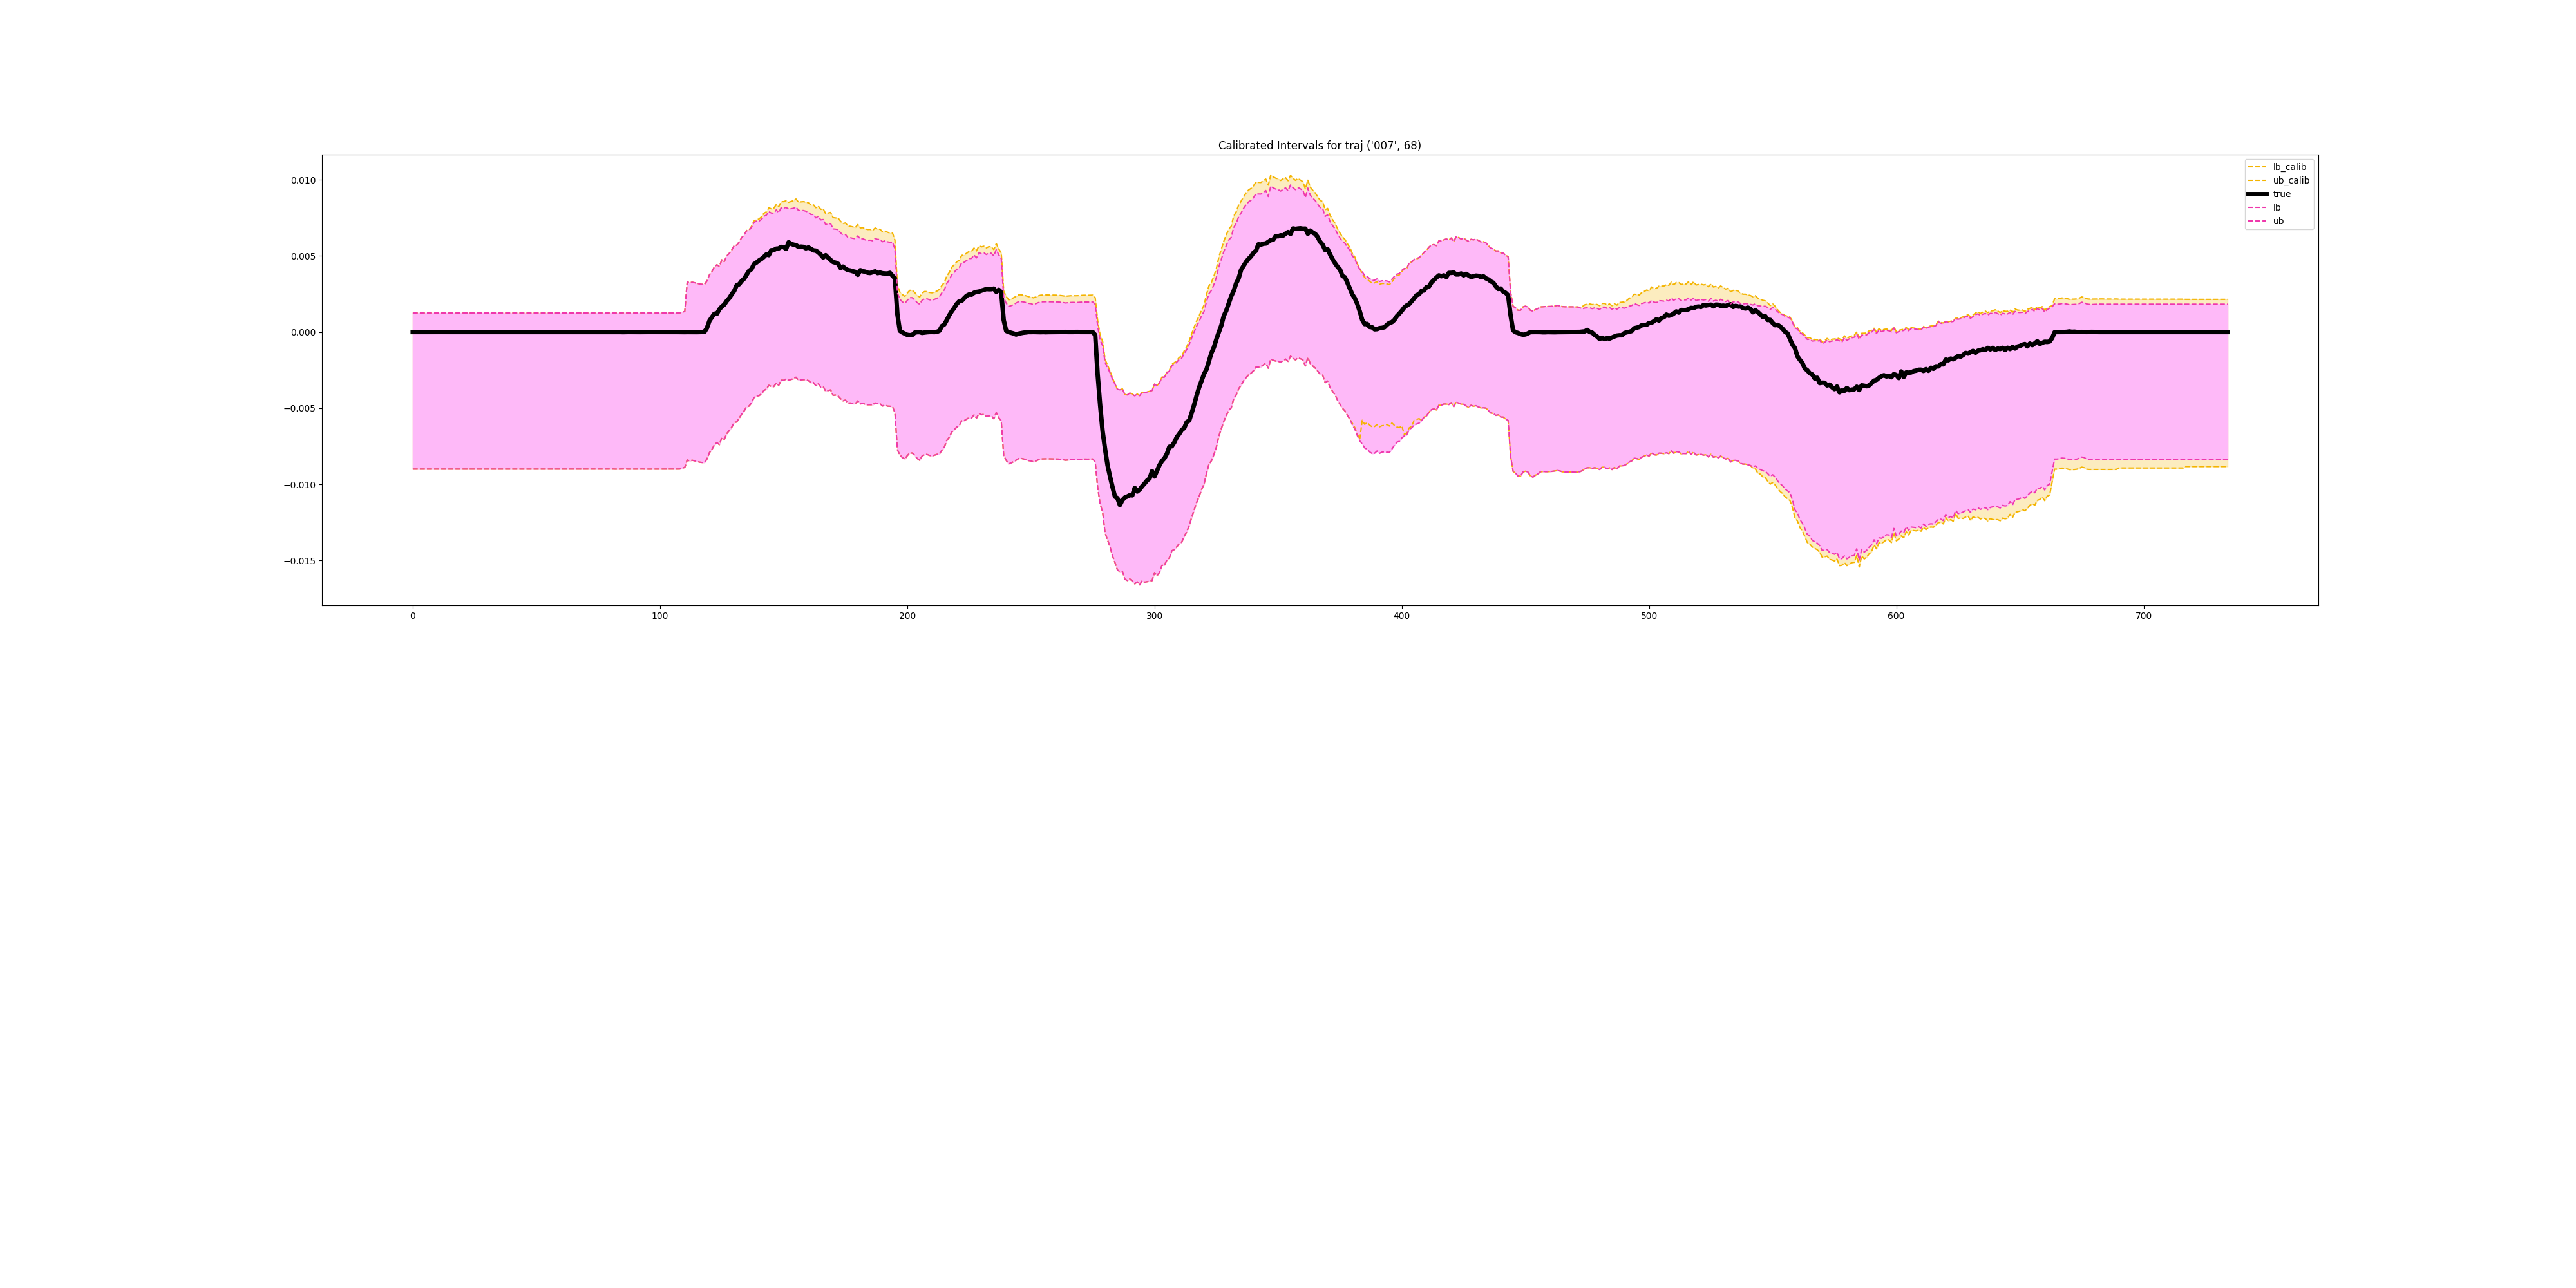 Calibrated Intervals for traj ('007', 68)
lb_calib
ub_calib
true
lb
ub
0.010
0.005
0.000
−0.005
−0.010
−0.015
0 100 200 300 400 500 600 700